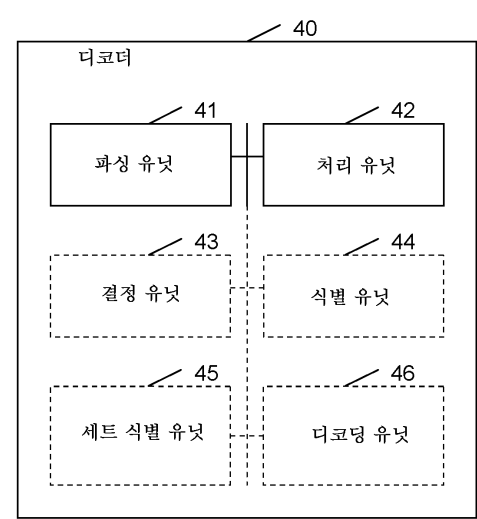 40
디코더
41
42
파싱 유닛
처리 유닛
43
44
결정 유닛
식별 유닛
45
46
세트 식별 유닛
디코딩 유닛